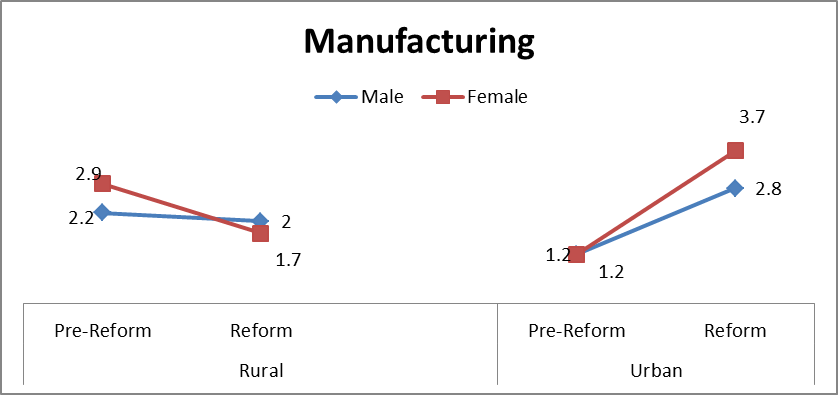 Manufacturing
Male Female
3.7
2.9
2.8
2.2
2
1.7
1.2
1.2
Pre-Reform Reform Pre-Reform Reform
Rural Urban